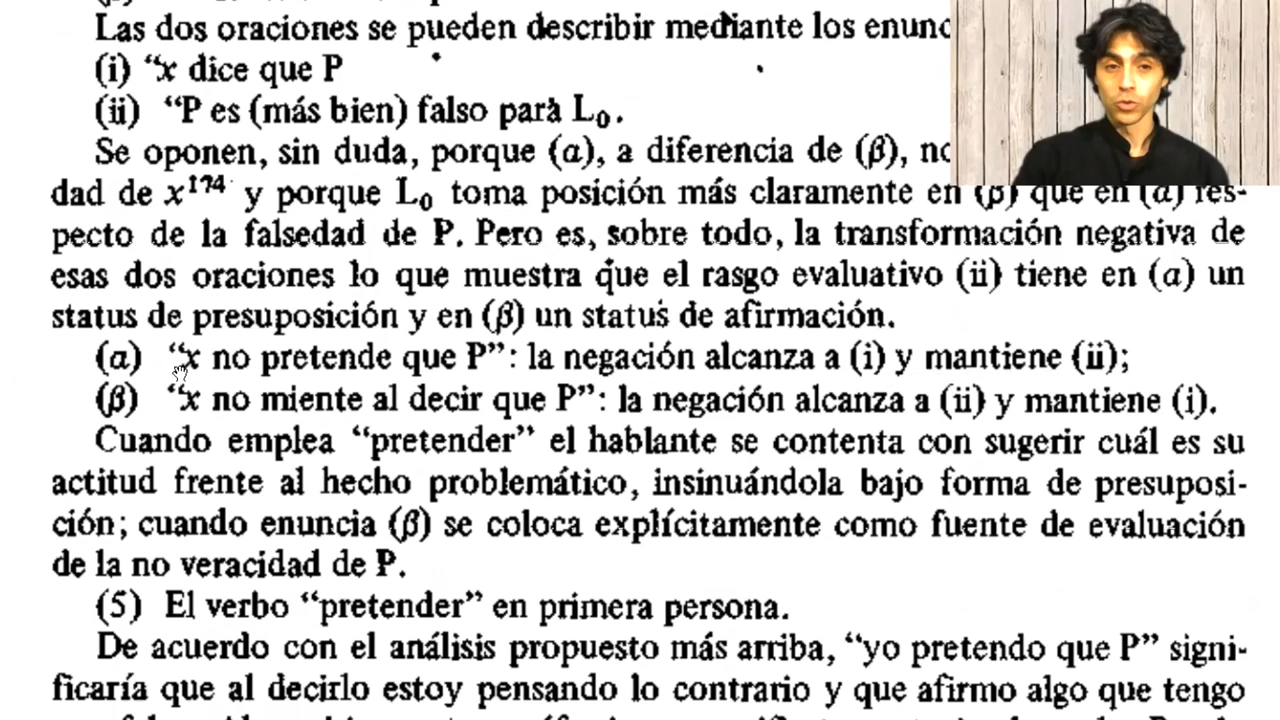 Las dos oraciones se pueden describir mediante los enunc
(i) “x dice que P
(ii) “P es (más bien) falso para L₀.
Se oponen, sin duda, porque (α), a diferencia de (β), no
dad de x¹⁷⁴ y porque L₀ toma posición más claramente en (β) que en (α) res-
pecto de la falsedad de P. Pero es, sobre todo, la transformación negativa de
esas dos oraciones lo que muestra que el rasgo evaluativo (ii) tiene en (α) un
status de presuposición y en (β) un status de afirmación.
(α) “x no pretende que P”: la negación alcanza a (i) y mantiene (ii);
(β) “x no miente al decir que P”: la negación alcanza a (ii) y mantiene (i).
Cuando emplea “pretender” el hablante se contenta con sugerir cuál es su
actitud frente al hecho problemático, insinuándola bajo forma de presuposi-
ción; cuando enuncia (β) se coloca explícitamente como fuente de evaluación
de la no veracidad de P.
(5) El verbo “pretender” en primera persona.
De acuerdo con el análisis propuesto más arriba, “yo pretendo que P” signi-
ficaría que al decirlo estoy pensando lo contrario y que afirmo algo que tengo